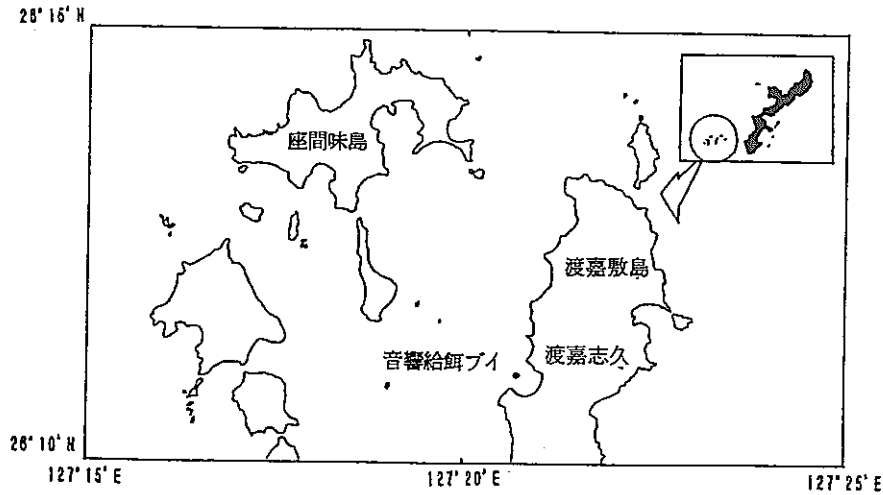 26° 15' N
座間味島
渡嘉敷島
音響給餌ブイ
渡嘉志久
26° 10' N
127° 15' E
127° 20' E
127° 25' E